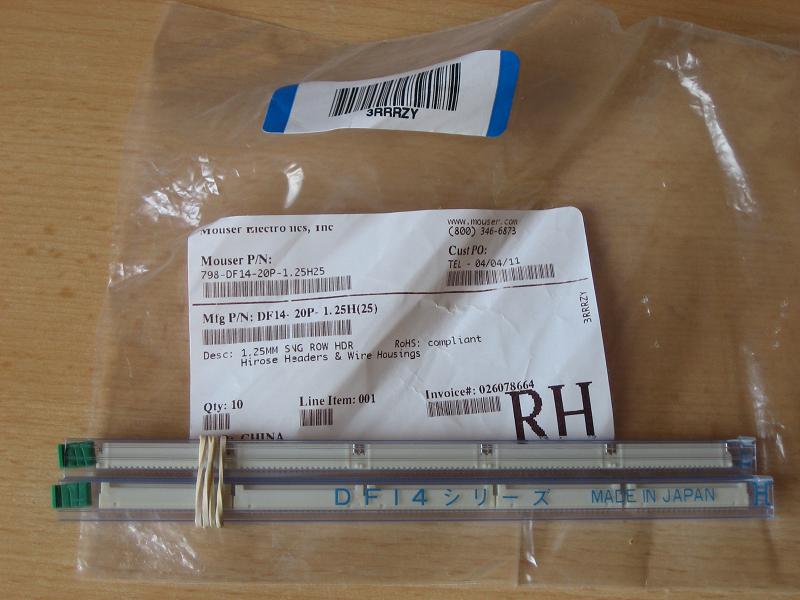 3RRRZY
Mouser Electronics, Inc
www.mouser.com
(800) 346-6873
Mouser P/N:
798-DF14-20P-1.25H25
Cust PO:
TEL - 04/04/11
Mfg P/N: DF14- 20P- 1.25H(25)
3RRRZY
Desc: 1.25MM SNG ROW HDR
RoHS: compliant
Hirose Headers & Wire Housings
Qty: 10
Line Item: 001
Invoice#: 026078664
RH
CHINA
DF14シリーズ MADE IN JAPAN H